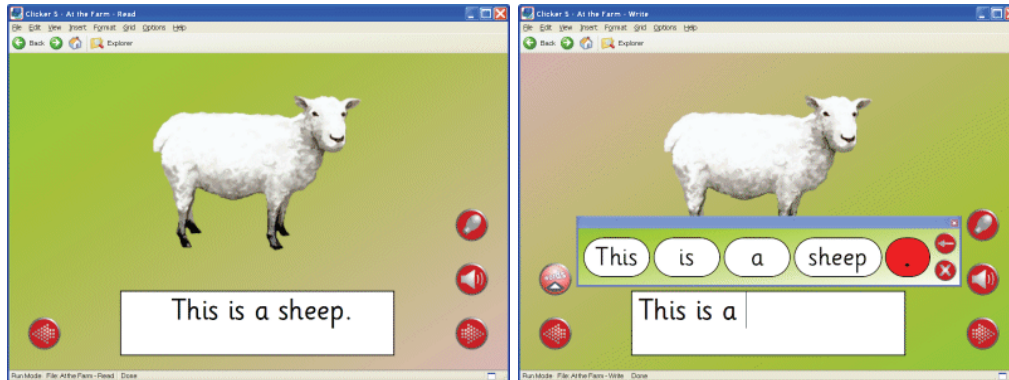 Clicker 5 - At the Farm - Read
File Edit View Insert Format Grid Options Help
Back Explorer
This is a sheep.
Run Mode File: At the Farm - Read Done
Clicker 5 - At the Farm - Write
File Edit View Insert Format Grid Options Help
Back Explorer
This is a sheep .
This is a
Run Mode File: At the Farm - Write Done